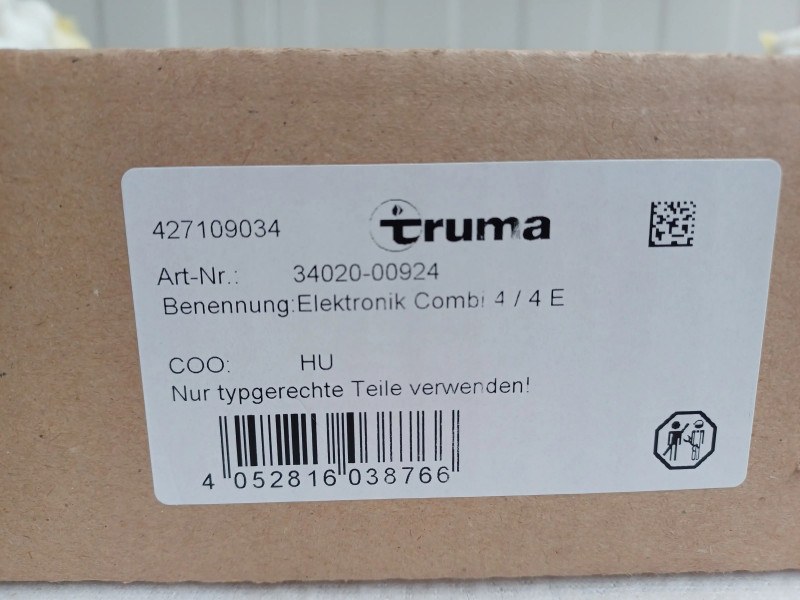 427109034
truma
Art-Nr.: 34020-00924
Benennung:Elektronik Combi 4 / 4 E
COO: HU
Nur typgerechte Teile verwenden!
4 052816 038766